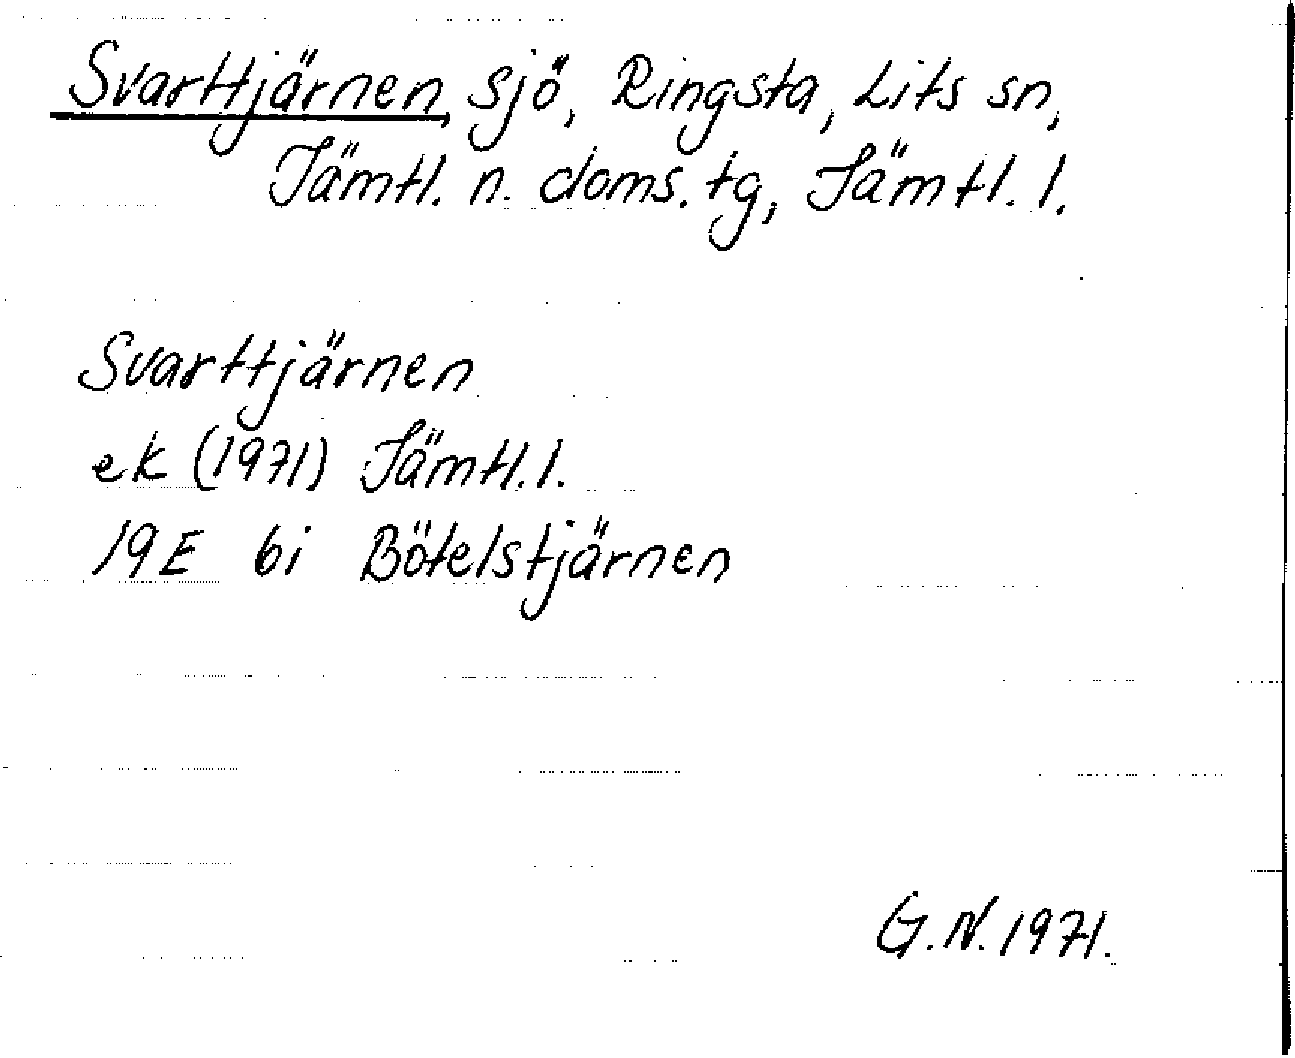 Svarttjärnen, sjö, Ringsta, Lits sn,
Jämtl. n. doms. tg, Jämtl. l.
Svarttjärnen
ek (1971) Jämtl. l.
19E 6i Bötelstjärnen
G.N. 1971.